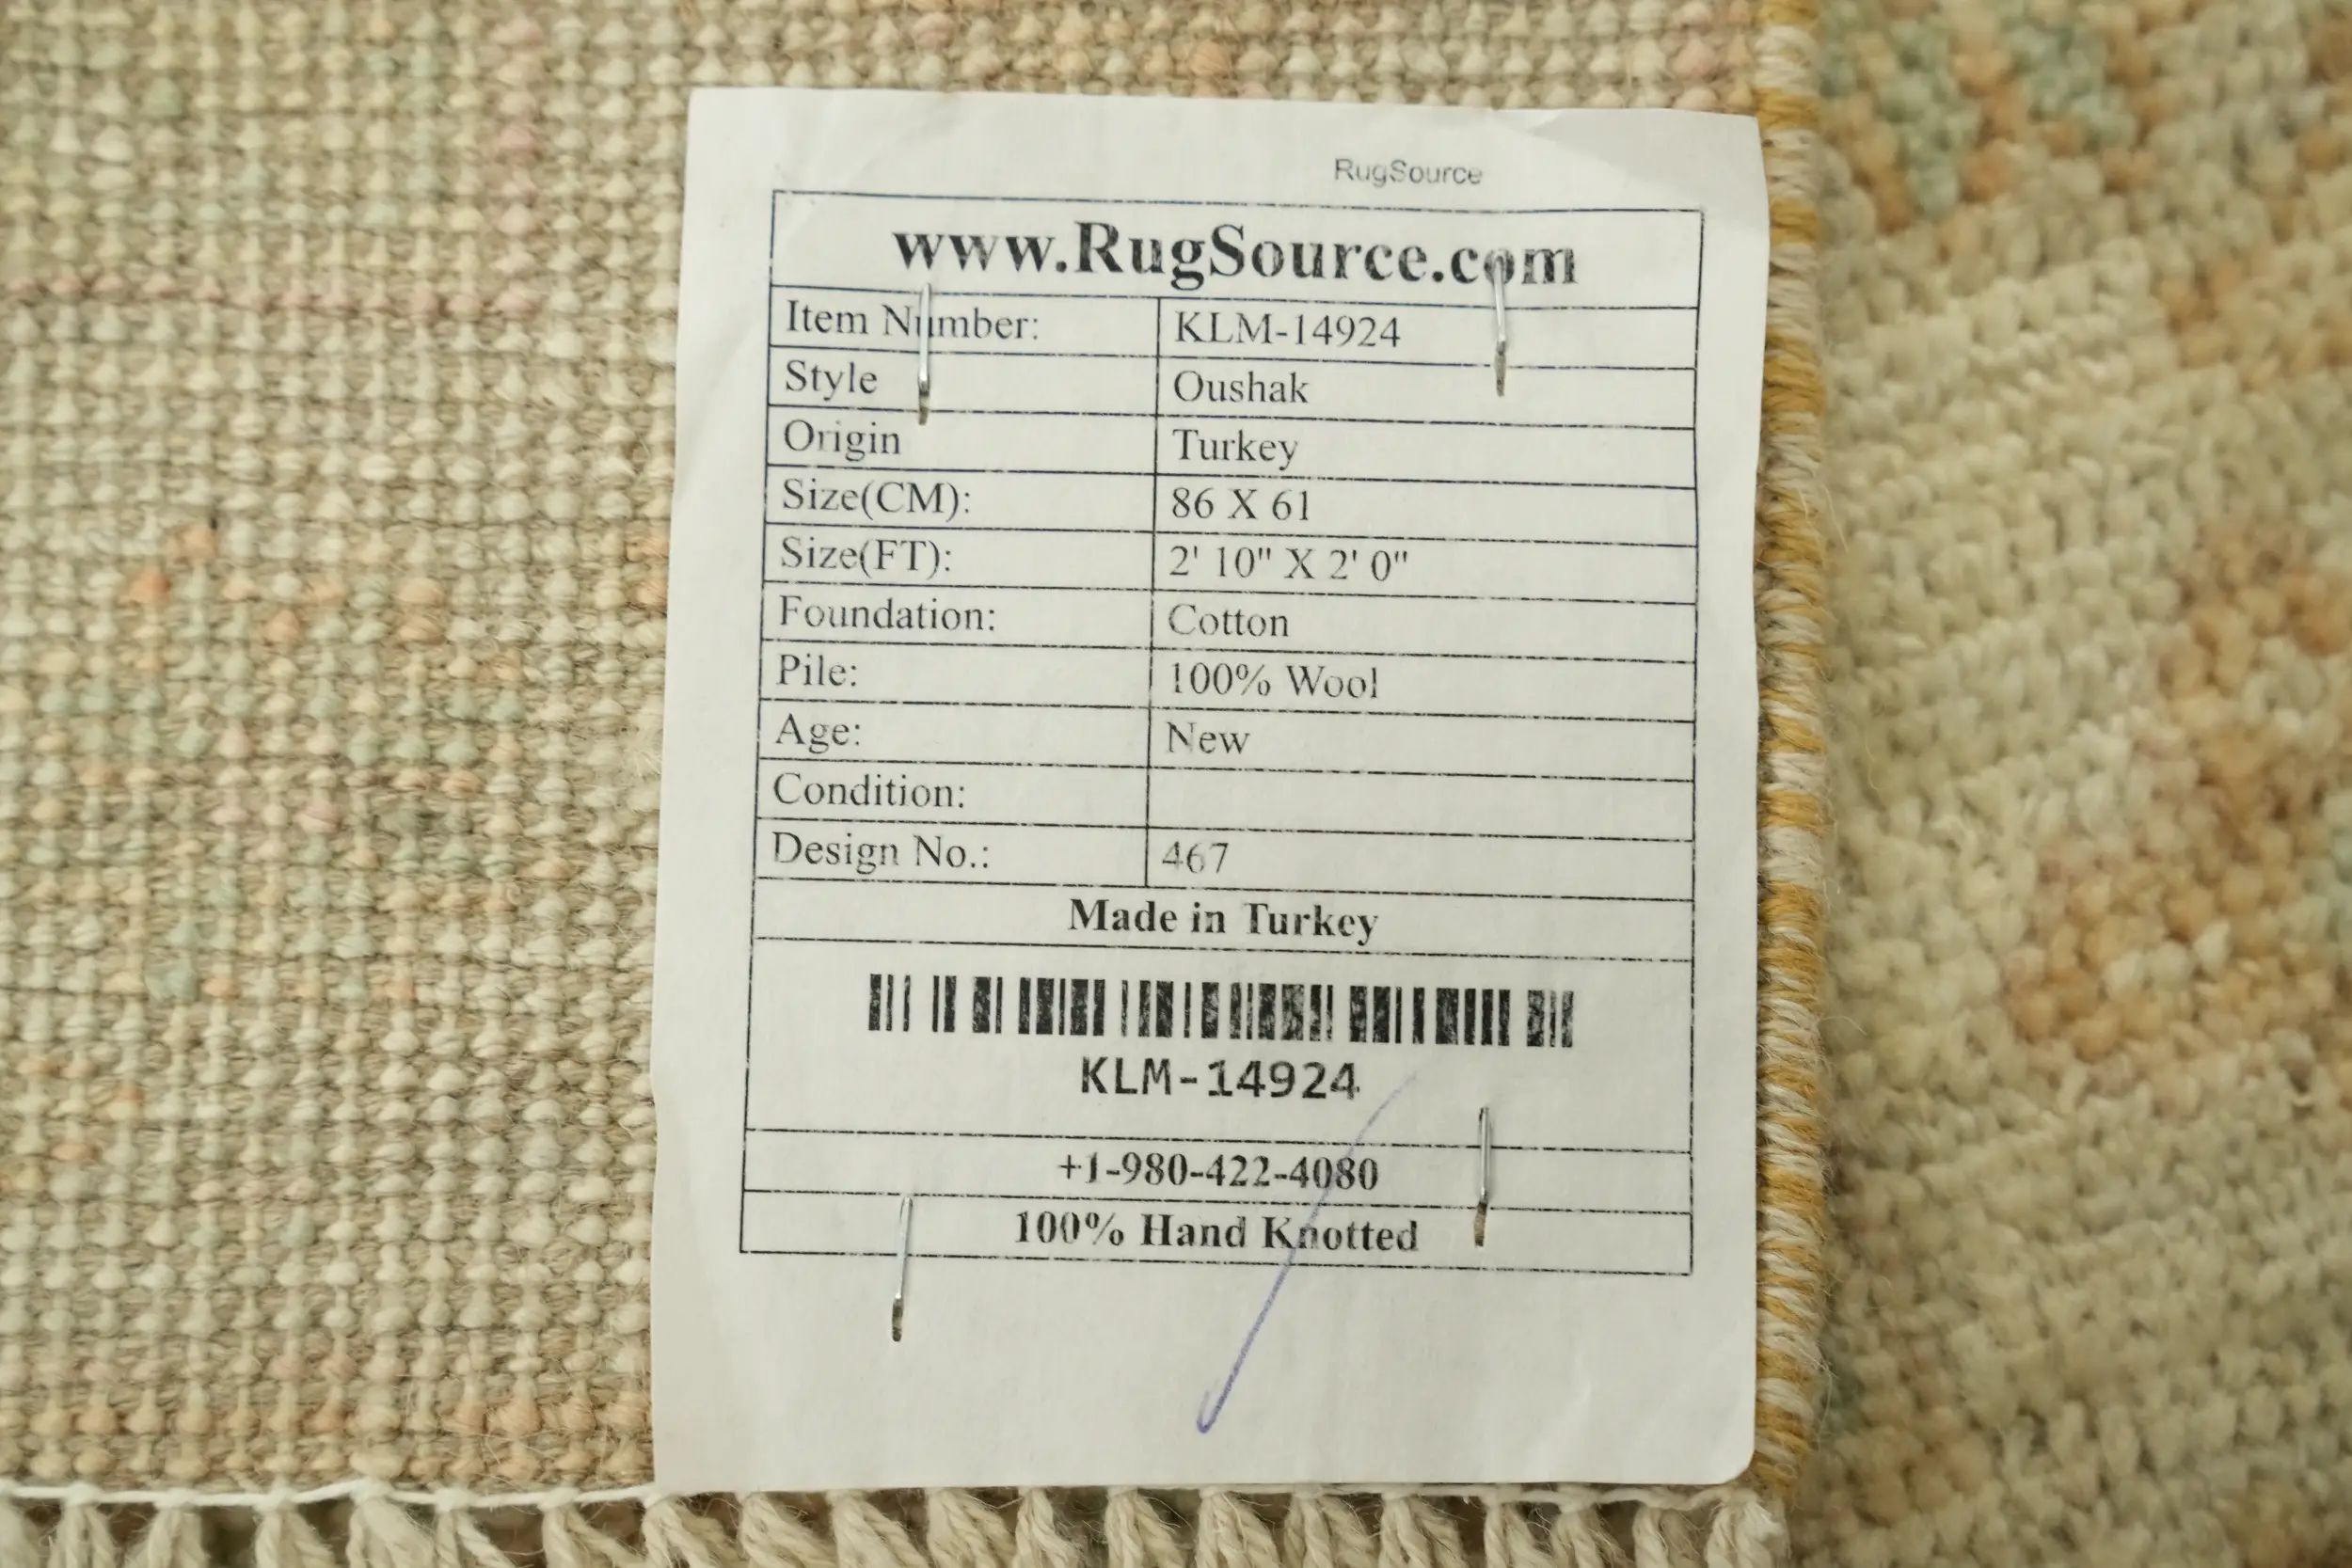 RugSource
www.RugSource.com
Item Number: KLM-14924
Style Oushak
Origin Turkey
Size(CM): 86 X 61
Size(FT): 2' 10" X 2' 0"
Foundation: Cotton
Pile: 100% Wool
Age: New
Condition:
Design No.: 467
Made in Turkey
KLM-14924
+1-980-422-4080
100% Hand Knotted